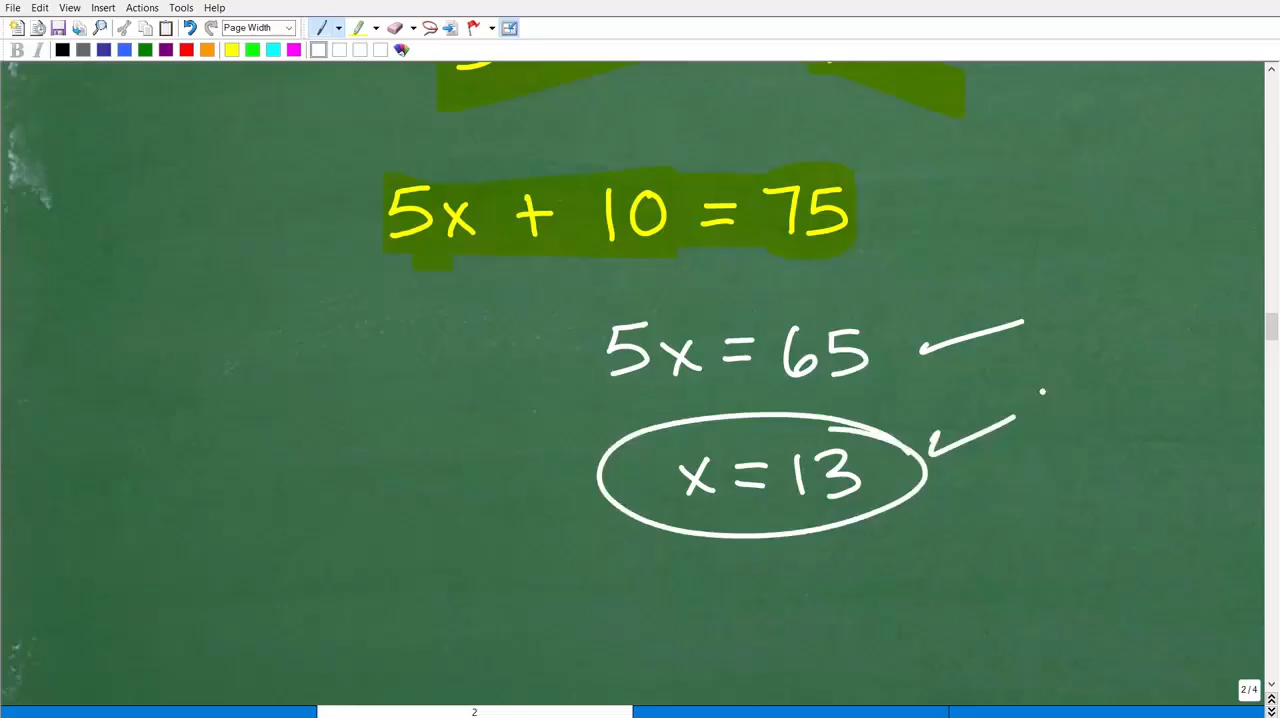 File Edit View Insert Actions Tools Help
Page Width
B I
5x + 10 = 75
5x = 65
x = 13
2/4
2